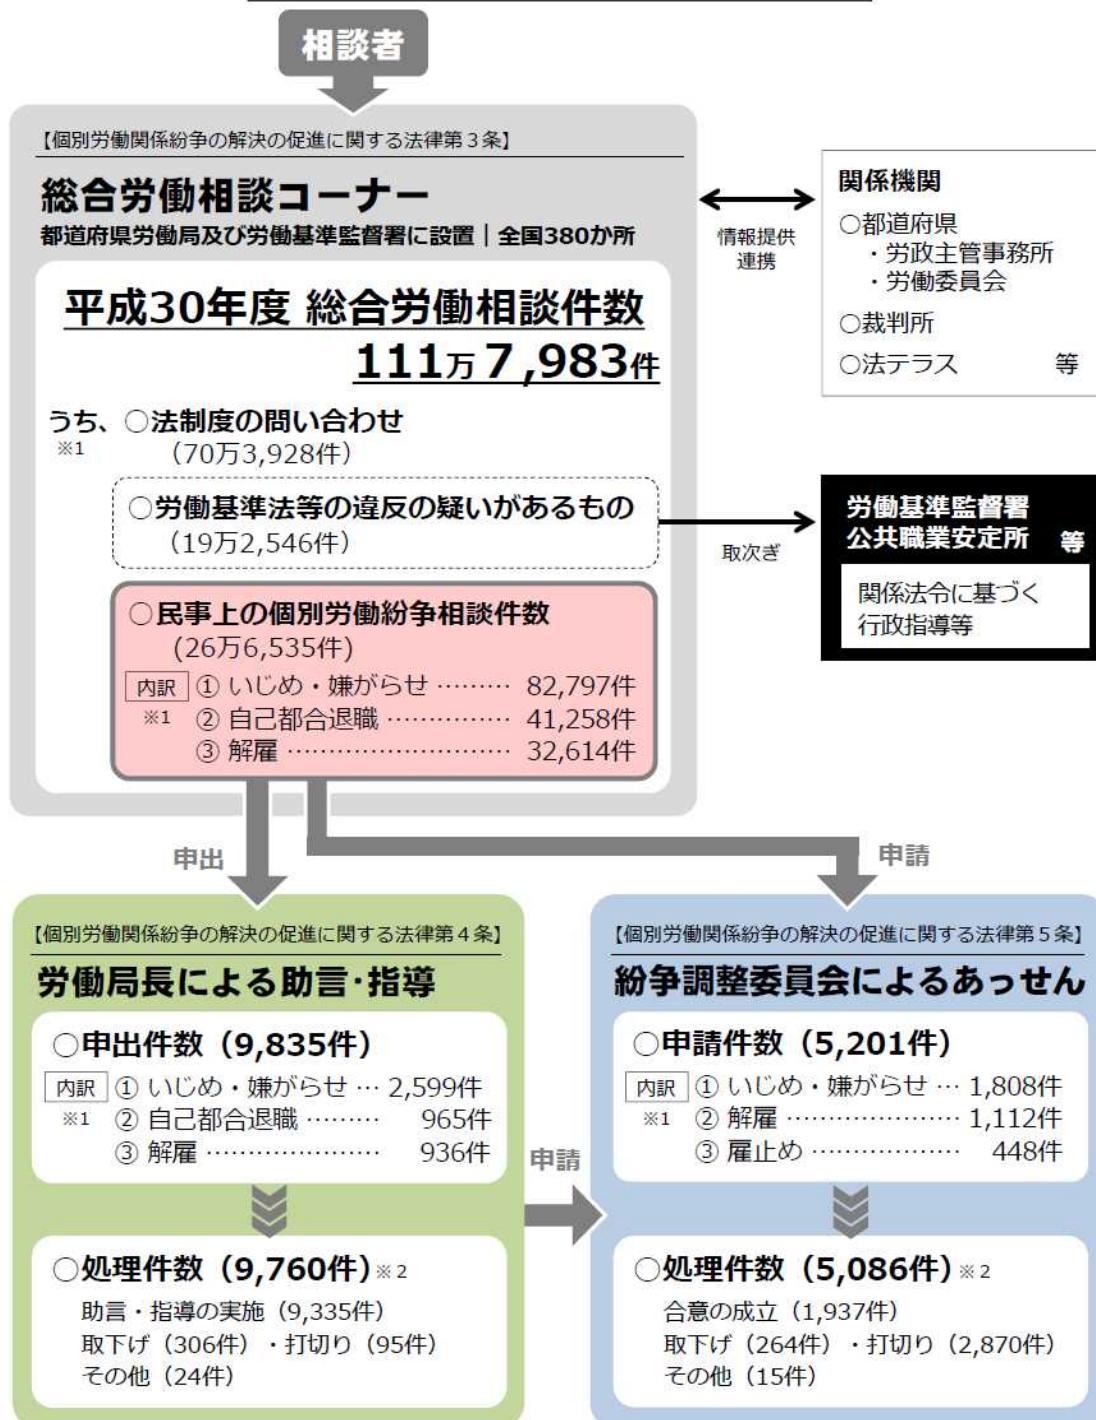 相談者
【個別労働関係紛争の解決の促進に関する法律第３条】
総合労働相談コーナー
都道府県労働局及び労働基準監督署に設置｜全国380か所
平成30年度 総合労働相談件数
111万 7,983件
うち、○法制度の問い合わせ
※1 （70万3,928件）
○労働基準法等の違反の疑いがあるもの
（19万2,546件）
○民事上の個別労働紛争相談件数
(26万6,535件)
内訳 ① いじめ・嫌がらせ ……… 82,797件
※1 ② 自己都合退職 …………… 41,258件
③ 解雇 ……………………… 32,614件
情報提供
連携
関係機関
○都道府県
・労政主管事務所
・労働委員会
○裁判所
○法テラス 等
取次ぎ
労働基準監督署
公共職業安定所 等
関係法令に基づく
行政指導等
申出
申請
【個別労働関係紛争の解決の促進に関する法律第４条】
労働局長による助言･指導
○申出件数（9,835件）
内訳 ① いじめ・嫌がらせ … 2,599件
※1 ② 自己都合退職 ……… 965件
③ 解雇 ………………… 936件
○処理件数（9,760件）※２
助言・指導の実施（9,335件）
取下げ（306件）・打切り（95件）
その他（24件）
申請
【個別労働関係紛争の解決の促進に関する法律第５条】
紛争調整委員会によるあっせん
○申請件数（5,201件）
内訳 ① いじめ・嫌がらせ … 1,808件
※1 ② 解雇 ………………… 1,112件
③ 雇止め ……………… 448件
○処理件数（5,086件）※２
合意の成立（1,937件）
取下げ（264件）・打切り（2,870件）
その他（15件）